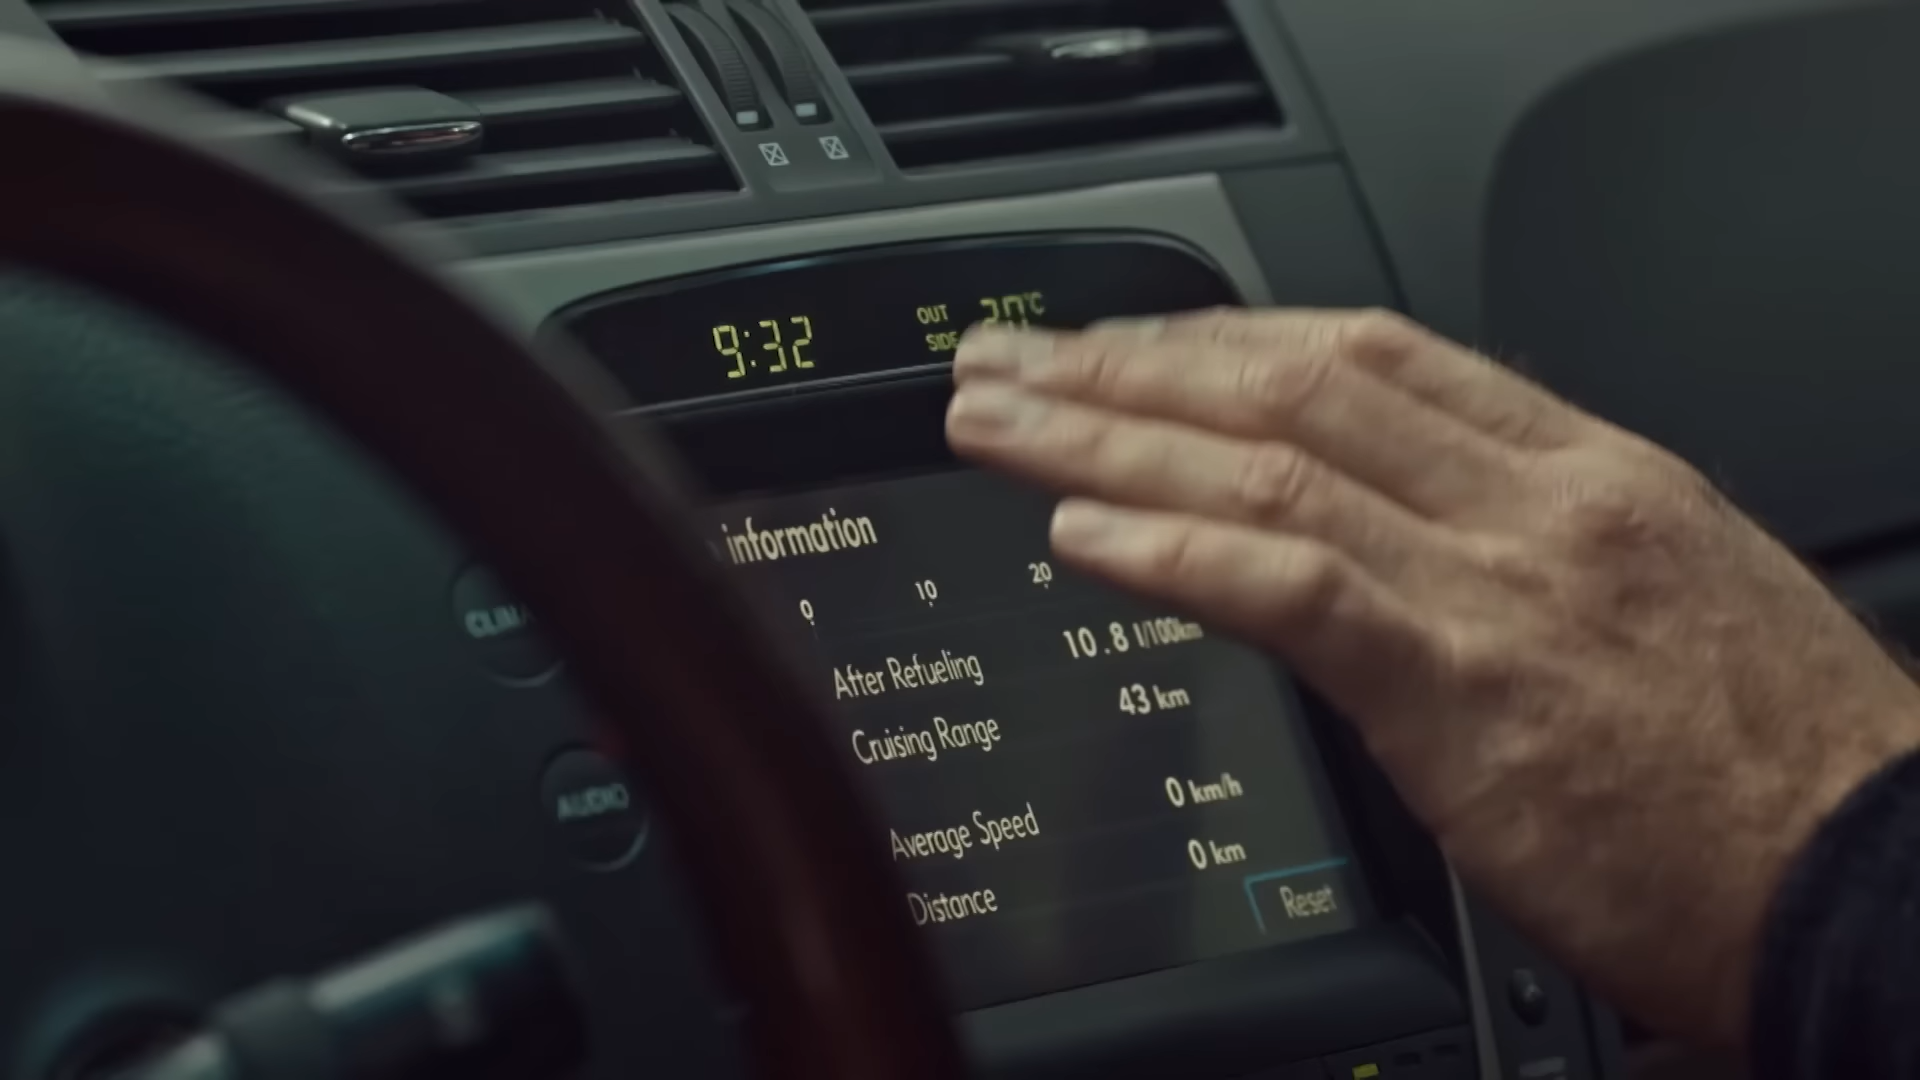 9:32
OUT
SIDE
information
0 10 20
After Refueling 10.8 l/100km
Cruising Range 43 km
Average Speed 0 km/h
Distance 0 km
Reset
AUDIO